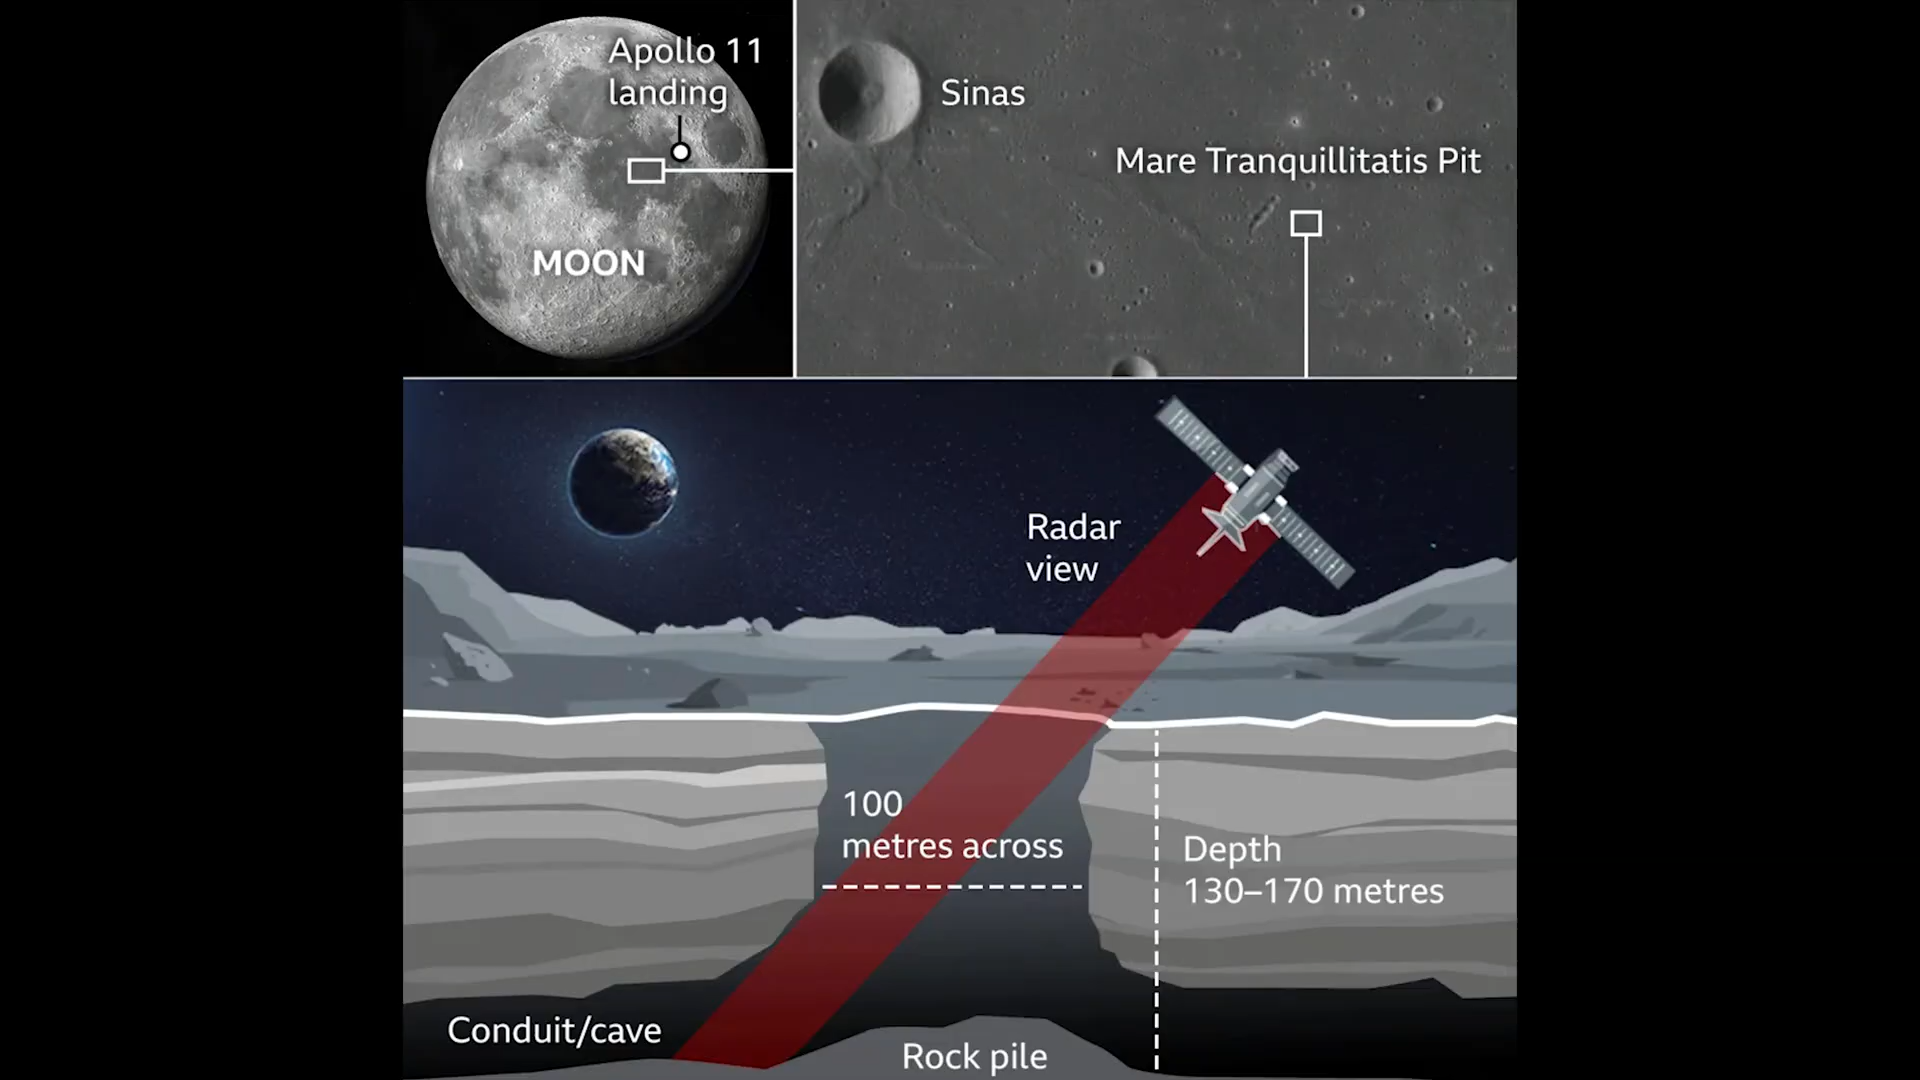 Apollo 11
landing
MOON
Sinas
Mare Tranquillitatis Pit
Radar
view
100
metres across
Depth
130–170 metres
Conduit/cave
Rock pile